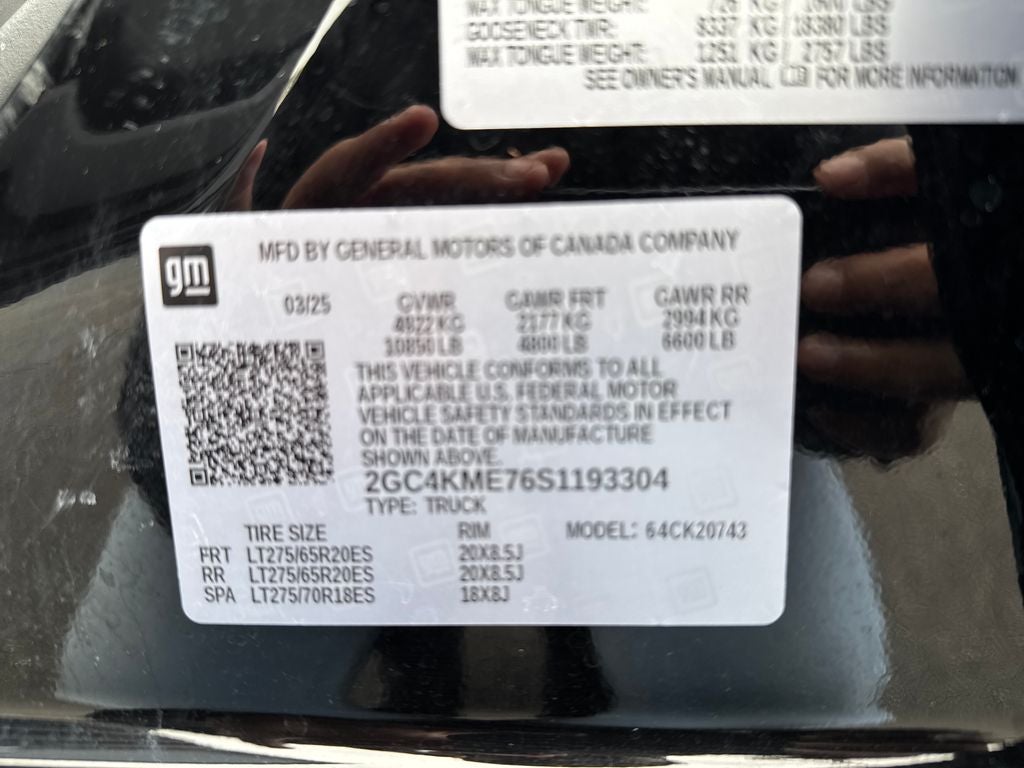 MAX TONGUE WEIGHT: KG / LBS
GOOSENECK TWR: 8337 KG / 18380 LBS
MAX TONGUE WEIGHT: 1251 KG / 2757 LBS
SEE OWNER'S MANUAL FOR MORE INFORMATION
gm
MFD BY GENERAL MOTORS OF CANADA COMPANY
03/25 GVWR GAWR FRT GAWR RR
4922 KG 2177 KG 2994 KG
10850 LB 4800 LB 6600 LB
THIS VEHICLE CONFORMS TO ALL
APPLICABLE U.S. FEDERAL MOTOR
VEHICLE SAFETY STANDARDS IN EFFECT
ON THE DATE OF MANUFACTURE
SHOWN ABOVE.
2GC4KME76S1193304
TYPE: TRUCK
TIRE SIZE RIM MODEL: 64CK20743
FRT LT275/65R20ES 20X8.5J
RR LT275/65R20ES 20X8.5J
SPA LT275/70R18ES 18X8J